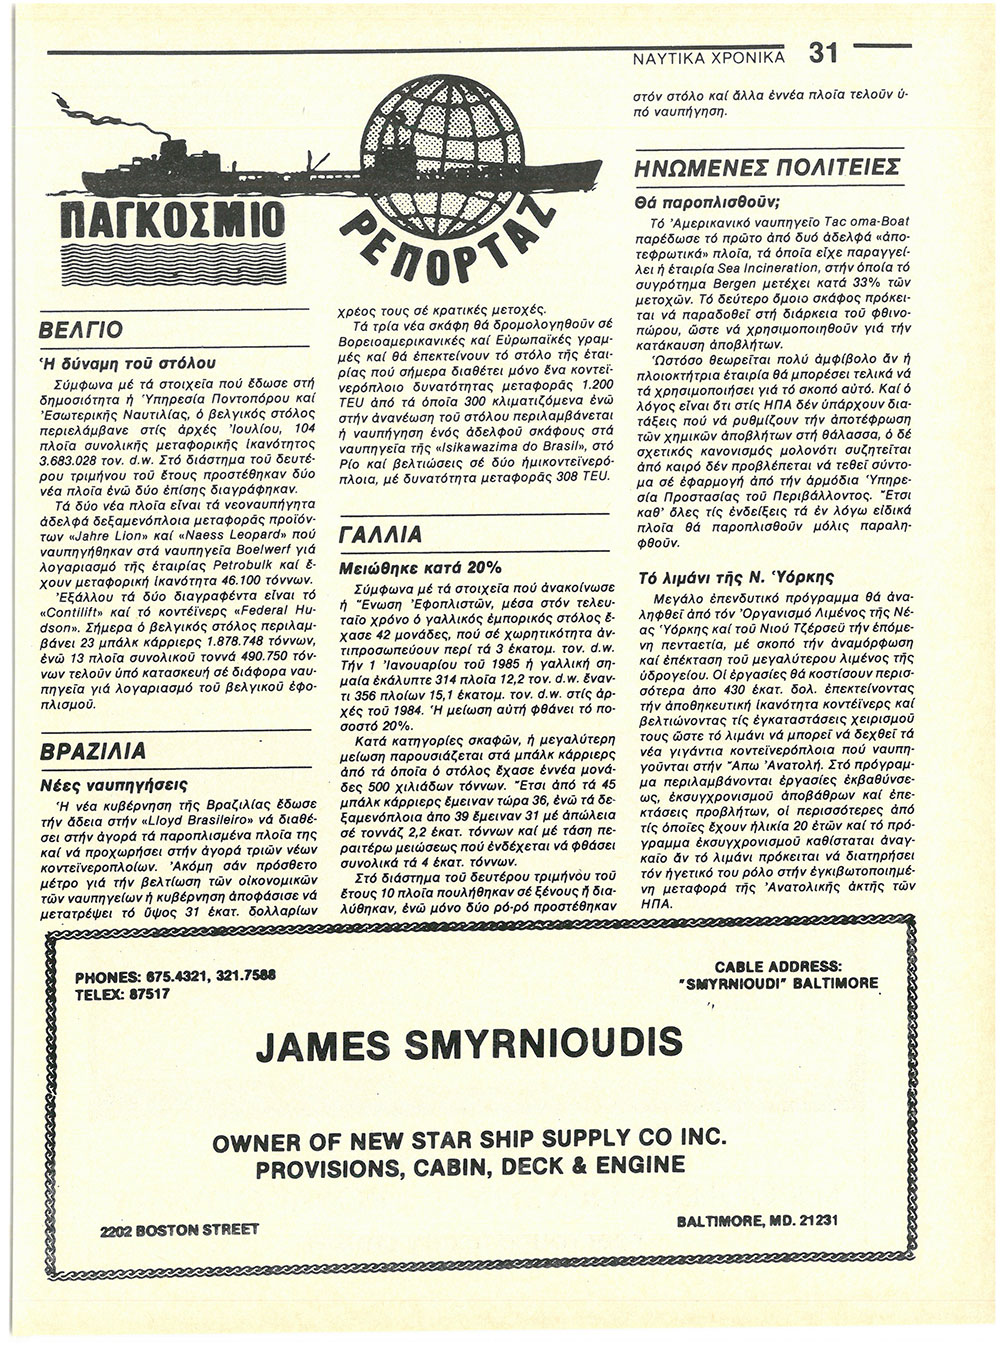 ΝΑΥΤΙΚΑ ΧΡΟΝΙΚΑ 31
ΠΑΓΚΟΣΜΙΟ
ΡΕΠΟΡΤΑΖ
ΒΕΛΓΙΟ
Ἡ δύναμη τοῦ στόλου
Σύμφωνα μέ τά στοιχεῖα πού ἔδωσε στή
δημοσιότητα ἡ Ὑπηρεσία Ποντοπόρου καί
Ἐσωτερικῆς Ναυτιλίας, ὁ βελγικός στόλος
περιελάμβανε στίς ἀρχές Ἰουλίου, 104
πλοῖα συνολικῆς μεταφορικῆς ἱκανότητος
3.683.028 τον. d.w. Στό διάστημα τοῦ δευτέ-
ρου τριμήνου τοῦ ἔτους προστέθηκαν δύο
νέα πλοῖα ἐνῶ δύο ἐπίσης διαγράφηκαν.
Τά δύο νέα πλοῖα εἶναι τά νεοναυπήγητα
ἀδελφά δεξαμενόπλοια μεταφορᾶς προϊόν-
των «Jahre Lion» καί «Naess Leopard» πού
ναυπηγήθηκαν στά ναυπηγεῖα Boelwerf γιά
λογαριασμό τῆς ἑταιρίας Petrobulk καί ἔ-
χουν μεταφορική ἱκανότητα 46.100 τόννων.
Ἐξάλλου τά δύο διαγραφέντα εἶναι τό
«Contilift» καί τό κοντέϊνερς «Federal Hu-
dson». Σήμερα ὁ βελγικός στόλος περιλαμ-
βάνει 23 μπάλκ κάρριερς 1.878.748 τόννων,
ἐνῶ 13 πλοῖα συνολικοῦ τοννά 490.750 τόν-
νων τελοῦν ὑπό κατασκευή σέ διάφορα ναυ-
πηγεῖα γιά λογαριασμό τοῦ βελγικοῦ ἐφο-
πλισμοῦ.
ΒΡΑΖΙΛΙΑ
Νέες ναυπηγήσεις
Ἡ νέα κυβέρνηση τῆς Βραζιλίας ἔδωσε
τήν ἄδεια στήν «Lloyd Brasileiro» νά διαθέ-
σει στήν ἀγορά τά παροπλισμένα πλοῖα της
καί νά προχωρήσει στήν ἀγορά τριῶν νέων
κοντεϊνεροπλοίων. Ἀκόμη σάν πρόσθετο
μέτρο γιά τήν βελτίωση τῶν οἰκονομικῶν
τῶν ναυπηγείων ἡ κυβέρνηση ἀποφάσισε νά
μετατρέψει τό ὕψος 31 ἑκατ. δολλαρίων
χρέος τους σέ κρατικές μετοχές.
Τά τρία νέα σκάφη θά δρομολογηθοῦν σέ
Βορειοαμερικανικές καί Εὐρωπαϊκές γραμ-
μές καί θά ἐπεκτείνουν τό στόλο τῆς ἑται-
ρίας πού σήμερα διαθέτει μόνο ἕνα κοντεϊ-
νερόπλοιο δυνατότητας μεταφορᾶς 1.200
TEU ἀπό τά ὁποῖα 300 κλιματιζόμενα ἐνῶ
στήν ἀνανέωση τοῦ στόλου περιλαμβάνεται
ἡ ναυπήγηση ἑνός ἀδελφοῦ σκάφους στά
ναυπηγεῖα τῆς «Isikawazima do Brasil», στό
Ρίο καί βελτιώσεις σέ δύο ἡμικοντεϊνερό-
πλοια, μέ δυνατότητα μεταφορᾶς 308 TEU.
ΓΑΛΛΙΑ
Μειώθηκε κατά 20%
Σύμφωνα μέ τά στοιχεῖα πού ἀνακοίνωσε
ἡ Ἕνωση Ἐφοπλιστῶν, μέσα στόν τελευ-
ταῖο χρόνο ὁ γαλλικός ἐμπορικός στόλος ἔ-
χασε 42 μονάδες, πού σέ χωρητικότητα ἀν-
τιπροσωπεύουν περί τά 3 ἑκατομ. τον. d.w.
Τήν 1 Ἰανουαρίου τοῦ 1985 ἡ γαλλική ση-
μαία ἐκάλυπτε 314 πλοῖα 12,2 τον. d.w. ἔναν-
τι 356 πλοίων 15,1 ἑκατομ. τον. d.w. στίς ἀρ-
χές τοῦ 1984. Ἡ μείωση αὐτή φθάνει τό πο-
σοστό 20%.
Κατά κατηγορίες σκαφῶν, ἡ μεγαλύτερη
μείωση παρουσιάζεται στά μπάλκ κάρριερς
ἀπό τά ὁποῖα ὁ στόλος ἔχασε ἐννέα μονά-
δες 500 χιλιάδων τόννων. Ἔτσι ἀπό τά 45
μπάλκ κάρριερς ἔμειναν τώρα 36, ἐνῶ τά δε-
ξαμενόπλοια ἀπο 39 ἔμειναν 31 μέ ἀπώλεια
σέ τοννάζ 2,2 ἑκατ. τόννων καί μέ τάση πε-
ραιτέρω μειώσεως πού ἐνδέχεται νά φθάσει
συνολικά τά 4 ἑκατ. τόννων.
Στό διάστημα τοῦ δευτέρου τριμήνου τοῦ
ἔτους 10 πλοῖα πουλήθηκαν σέ ξένους ἤ δια-
λύθηκαν, ἐνῶ μόνο δύο ρό-ρό προστέθηκαν
στόν στόλο καί ἄλλα ἐννέα πλοῖα τελοῦν ὑ-
πό ναυπήγηση.
ΗΝΩΜΕΝΕΣ ΠΟΛΙΤΕΙΕΣ
Θά παροπλισθοῦν;
Τό Ἀμερικανικό ναυπηγεῖο Tac oma-Boat
παρέδωσε τό πρῶτο ἀπό δυό ἀδελφά «ἀπο-
τεφρωτικά» πλοῖα, τά ὁποῖα εἶχε παραγγεί-
λει ἡ ἑταιρία Sea Incineration, στήν ὁποία τό
συγρότημα Bergen μετέχει κατά 33% τῶν
μετοχῶν. Τό δεύτερο ὅμοιο σκάφος πρόκει-
ται νά παραδοθεῖ στή διάρκεια τοῦ φθινο-
πώρου, ὥστε νά χρησιμοποιηθοῦν γιά τήν
κατάκαυση ἀποβλήτων.
Ὡστόσο θεωρεῖται πολύ ἀμφίβολο ἄν ἡ
πλοιοκτήτρια ἑταιρία θά μπορέσει τελικά νά
τά χρησιμοποιήσει γιά τό σκοπό αὐτό. Καί ὁ
λόγος εἶναι ὅτι στίς ΗΠΑ δέν ὑπάρχουν δια-
τάξεις πού νά ρυθμίζουν τήν ἀποτέφρωση
τῶν χημικῶν ἀποβλήτων στή θάλασσα, ὁ δέ
σχετικός κανονισμός μολονότι συζητεῖται
ἀπό καιρό δέν προβλέπεται νά τεθεῖ σύντο-
μα σέ ἐφαρμογή ἀπό τήν ἁρμόδια Ὑπηρε-
σία Προστασίας τοῦ Περιβάλλοντος. Ἔτσι
καθ' ὅλες τίς ἐνδείξεις τά ἐν λόγω εἰδικά
πλοῖα θά παροπλισθοῦν μόλις παραλη-
φθοῦν.
Τό λιμάνι τῆς Ν. Ὑόρκης
Μεγάλο ἐπενδυτικό πρόγραμμα θά ἀνα-
ληφθεῖ ἀπό τόν Ὀργανισμό Λιμένος τῆς Νέ-
ας Ὑόρκης καί τοῦ Νιού Τζέρσεϋ τήν ἑπόμε-
νη πενταετία, μέ σκοπό τήν ἀναμόρφωση
καί ἐπέκταση τοῦ μεγαλύτερου λιμένος τῆς
ὑδρογείου. Οἱ ἐργασίες θά κοστίσουν περισ-
σότερα ἀπο 430 ἑκατ. δολ. ἐπεκτείνοντας
τήν ἀποθηκευτική ἱκανότητα κοντέϊνερς καί
βελτιώνοντας τίς ἐγκαταστάσεις χειρισμοῦ
τους ὥστε τό λιμάνι νά μπορεῖ νά δεχθεῖ τά
νέα γιγάντια κοντεϊνερόπλοια πού ναυπη-
γοῦνται στήν Ἄπω Ἀνατολή. Στό πρόγραμ-
μα περιλαμβάνονται ἐργασίες ἐκβαθύνσε-
ως, ἐκσυγχρονισμοῦ ἀποβάθρων καί ἐπε-
κτάσεις προβλήτων, οἱ περισσότερες ἀπό
τίς ὁποῖες ἔχουν ἡλικία 20 ἐτῶν καί τό πρό-
γραμμα ἐκσυγχρονισμοῦ καθίσταται ἀναγ-
καῖο ἄν τό λιμάνι πρόκειται νά διατηρήσει
τόν ἡγετικό του ρόλο στήν ἐγκιβωτοποιημέ-
νη μεταφορά τῆς Ἀνατολικῆς ἀκτῆς τῶν
ΗΠΑ.
PHONES: 675.4321, 321.7588
TELEX: 87517
CABLE ADDRESS:
"SMYRNIOUDI" BALTIMORE
JAMES SMYRNIOUDIS
OWNER OF NEW STAR SHIP SUPPLY CO INC.
PROVISIONS, CABIN, DECK & ENGINE
2202 BOSTON STREET
BALTIMORE, MD. 21231